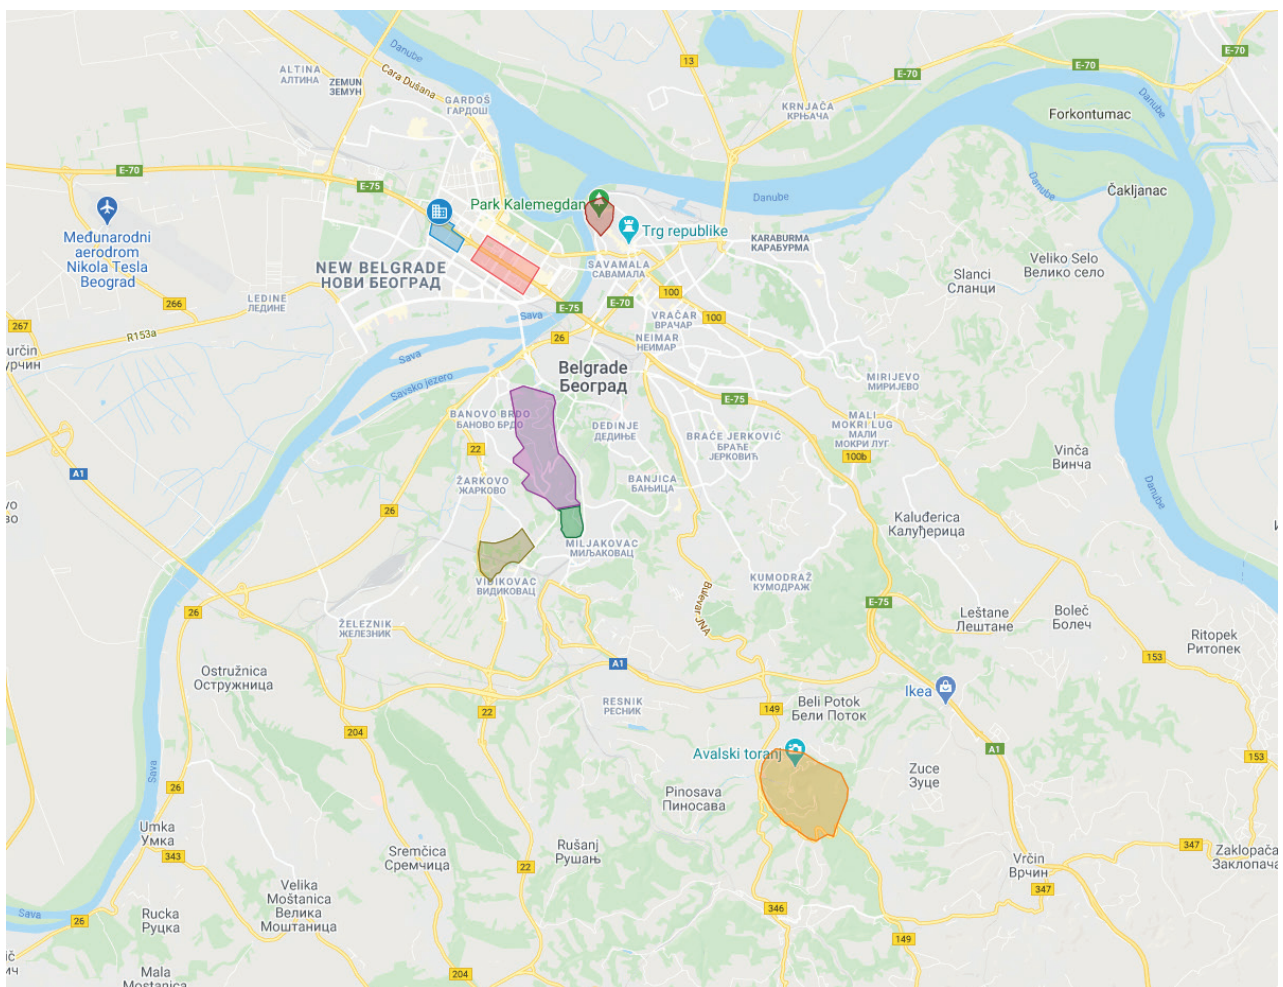 Danube
E-70
13
ALTINA
АЛТИНА
Cara Dušana
E-70
E-70
ZEMUN
ЗЕМУН
GARDOŠ
ГАРДОШ
KRNJAČA
КРЊАЧА
Danube
Forkontumac
E-70
E-75
Danube
Čakljanac
Park Kalemegdan
Trg republike
Međunarodni
aerodrom
Nikola Tesla
Beograd
KARABURMA
КАРАБУРМА
Veliko Selo
Велико село
NEW BELGRADE
НОВИ БЕОГРАД
SAVAMALA
САВАМАЛА
Slanci
Сланци
LEDINE
ЛЕДИНЕ
266
100
E-75
E-70
267
R153a
Sava
VRAČAR
ВРАЧАР
100
26
NEIMAR
НЕИМАР
určin
урчин
Sava
Savsko jezero
Belgrade
Београд
MIRIJEVO
МИРИЈЕВО
E-75
BANOVO BRDO
БАНОВО БРДО
DEDINJE
ДЕДИЊЕ
MALI
MOKRI LUG
МАЛИ
МОКРИ ЛУГ
22
BRAĆE JERKOVIĆ
БРАЋЕ
ЈЕРКОВИЋ
100b
Vinča
Винча
A1
ŽARKOVO
ЖАРКОВО
BANJICA
БАЊИЦА
Danube
26
Kaluđerica
Калуђерица
MILJAKOVAC
МИЉАКОВАЦ
VIDIKOVAC
ВИДИКОВАЦ
KUMODRAŽ
КУМОДРАЖ
Bulevar JNA
E-75
26
Leštane
Лештане
Boleč
Болеч
ŽELEZNIK
ЖЕЛЕЗНИК
Ritopek
Ритопек
153
A1
Ostružnica
Остружница
Ikea
RESNIK
РЕСНИК
Beli Potok
Бели Поток
149
22
204
A1
153
Avalski toranj
Sava
Zuce
Зуце
26
Pinosava
Пиносава
Umka
Умка
343
Sremčica
Сремчица
Rušanj
Рушањ
22
347
Zaklopača
Заклопача
Vrčin
Врчин
347
Velika
Moštanica
Велика
Моштаница
Sava
26
Rucka
Руцка
346
149
204
Mala
Mostanica